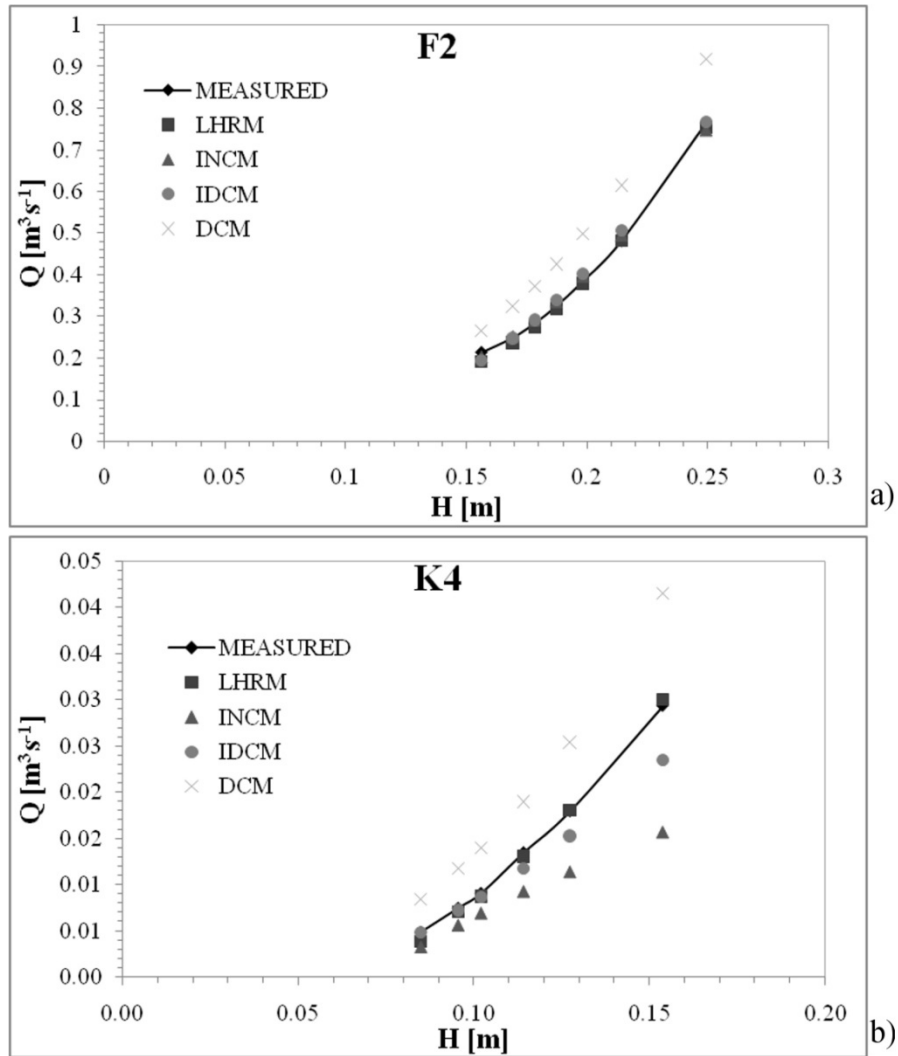 F2
MEASURED
LHRM
INCM
IDCM
DCM
Q [m³s⁻¹]
1
0.9
0.8
0.7
0.6
0.5
0.4
0.3
0.2
0.1
0
0 0.05 0.1 0.15 0.2 0.25 0.3
H [m]
a)
K4
MEASURED
LHRM
INCM
IDCM
DCM
Q [m³s⁻¹]
0.05
0.04
0.04
0.03
0.03
0.02
0.02
0.01
0.01
0.00
0.00 0.05 0.10 0.15 0.20
H [m]
b)